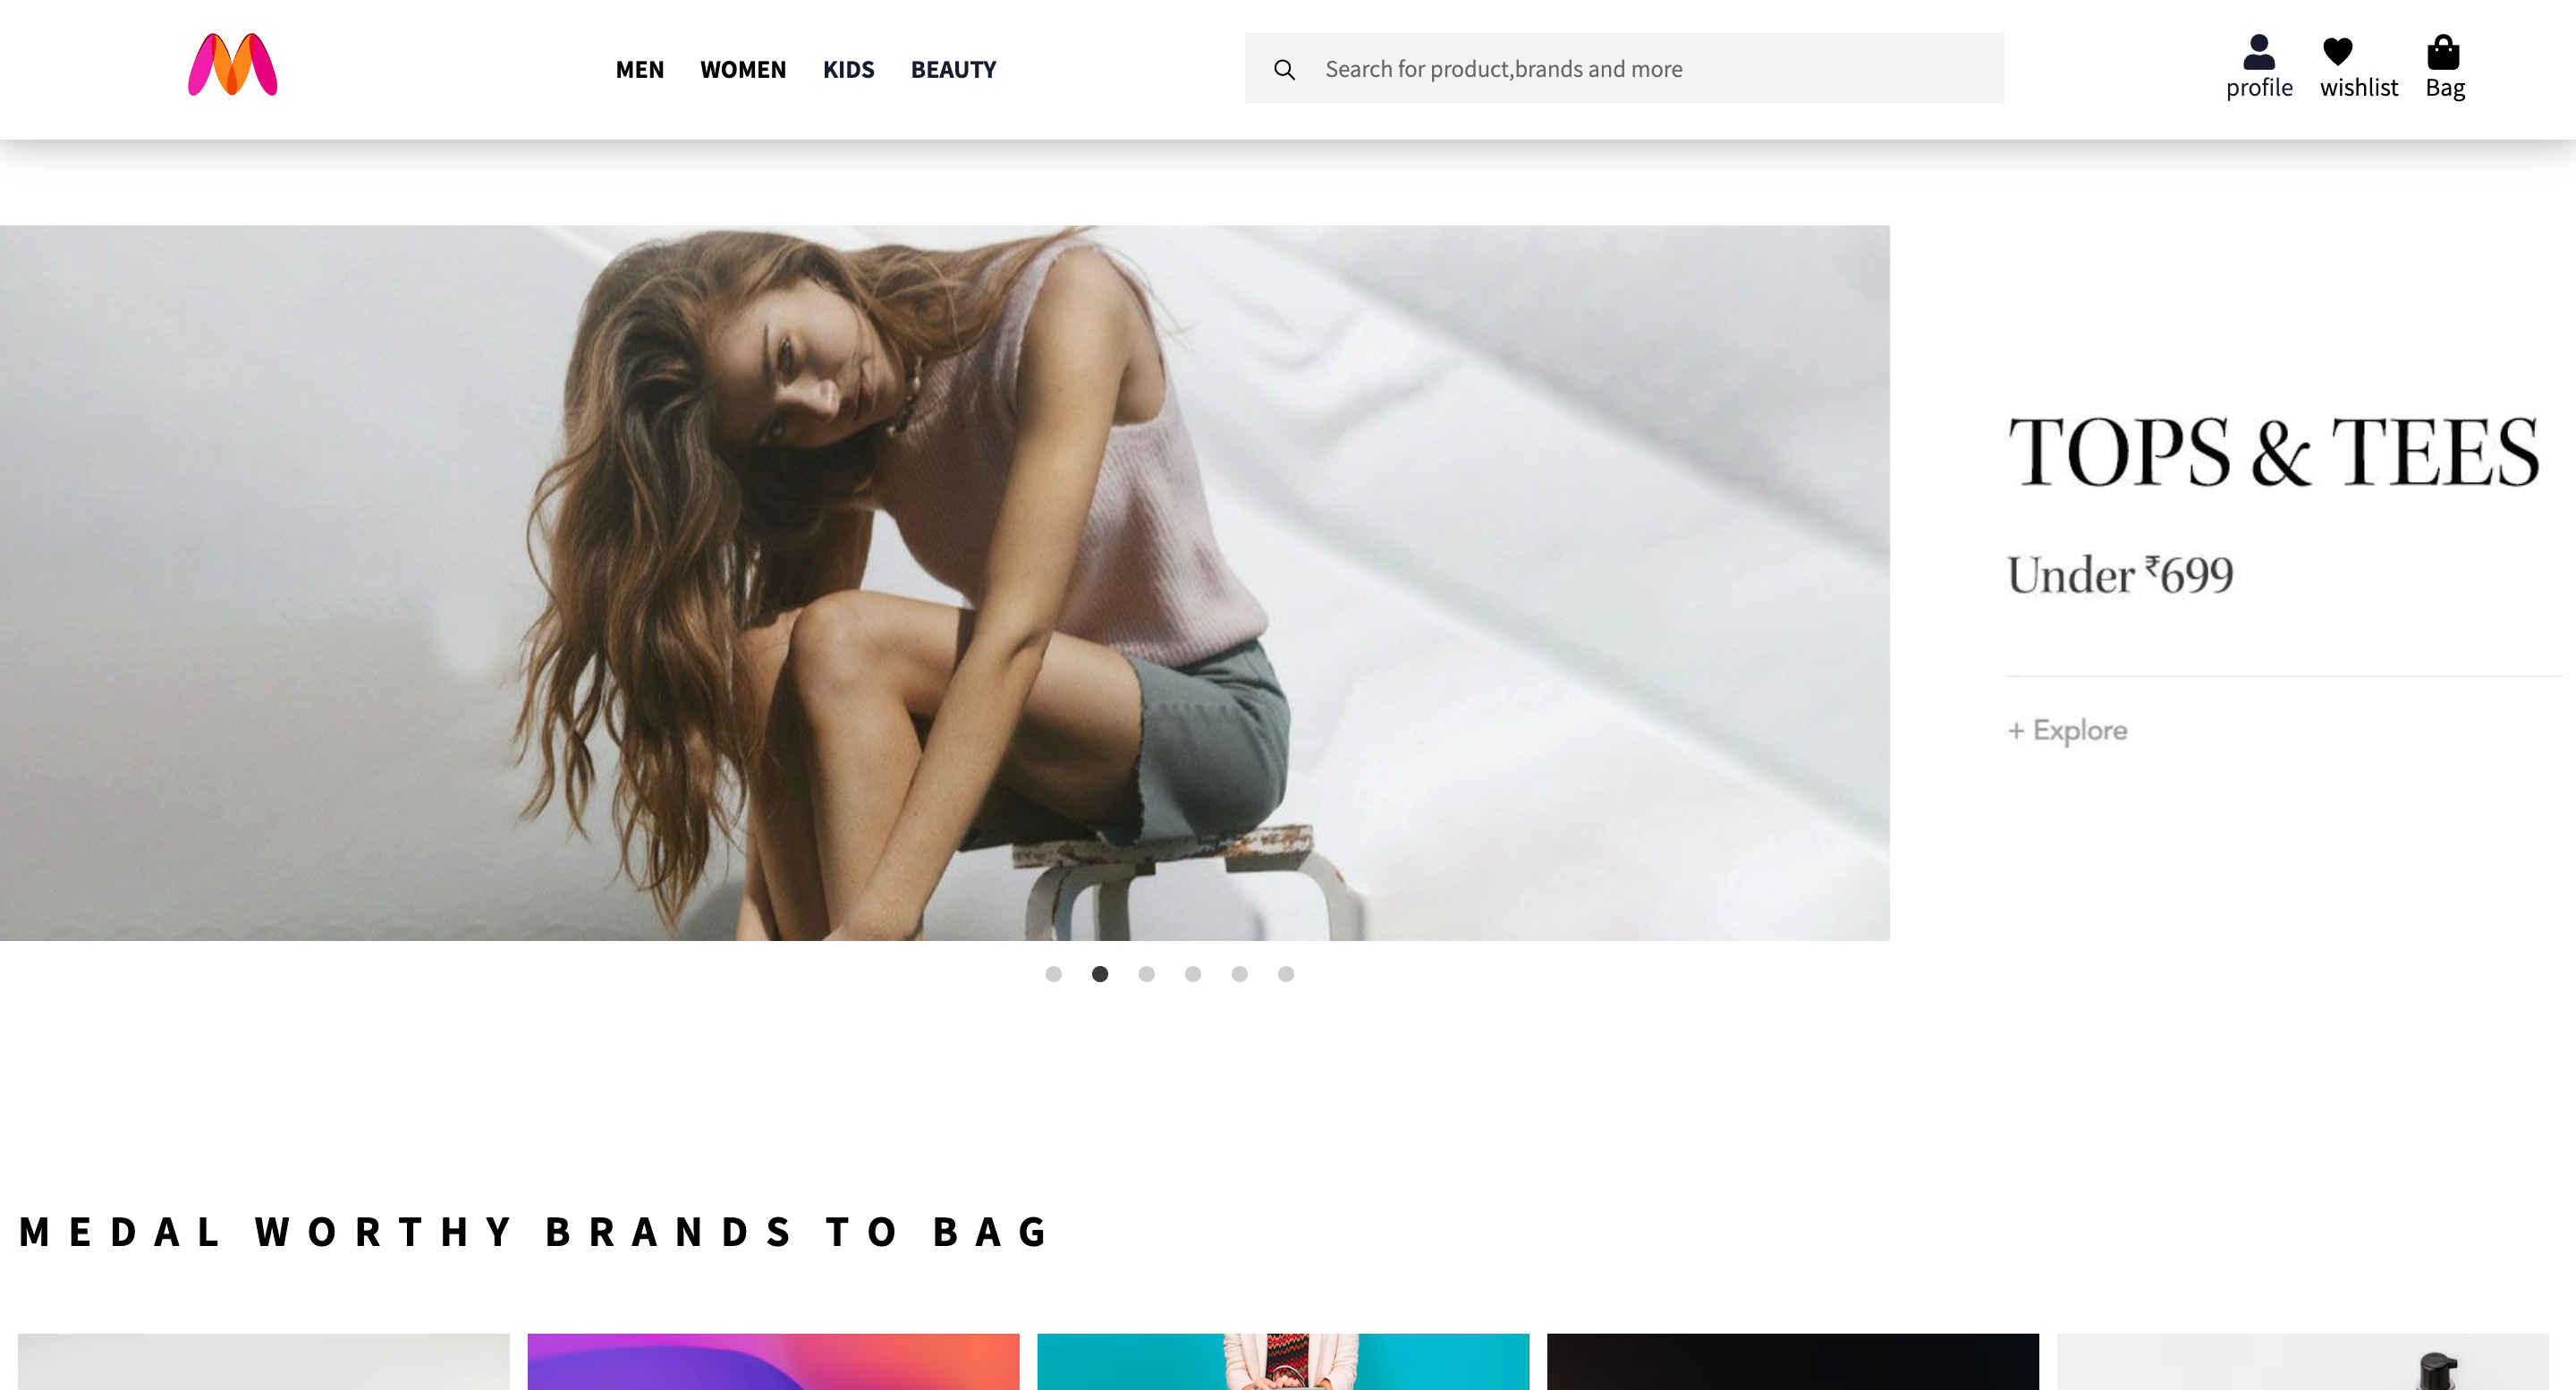 MEN WOMEN KIDS BEAUTY
Search for product,brands and more
profile wishlist Bag
TOPS & TEES
Under ₹699
+ Explore
MEDAL WORTHY BRANDS TO BAG